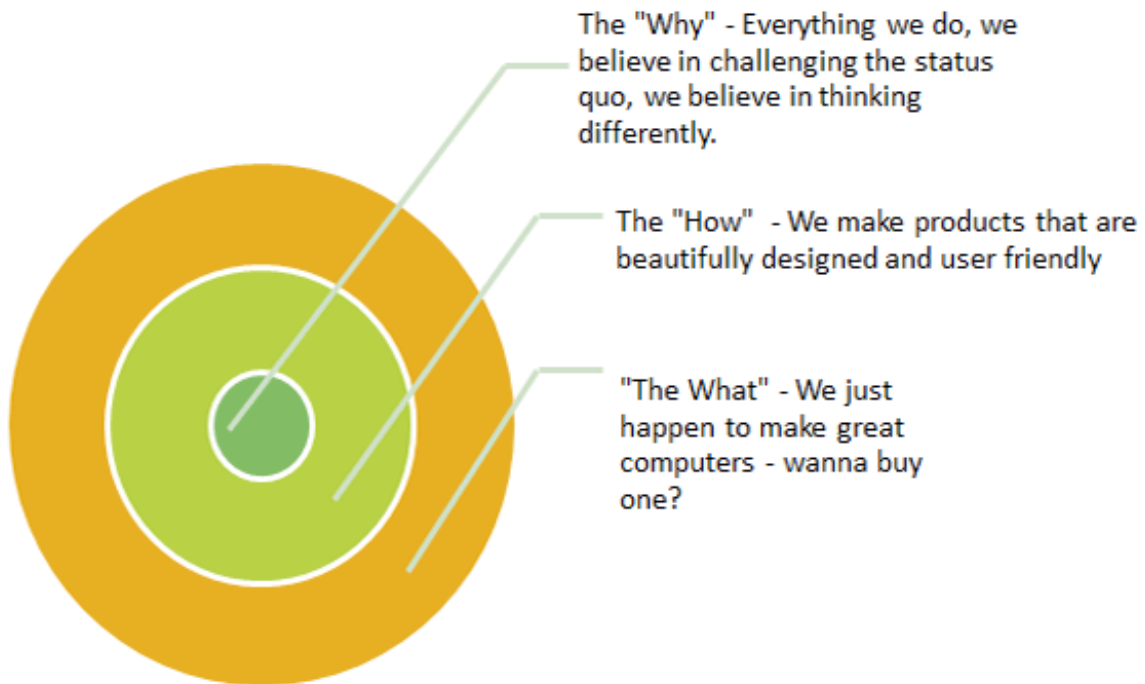 The "Why" - Everything we do, we
believe in challenging the status
quo, we believe in thinking
differently.
The "How"  - We make products that are
beautifully designed and user friendly
"The What" - We just
happen to make great
computers - wanna buy
one?